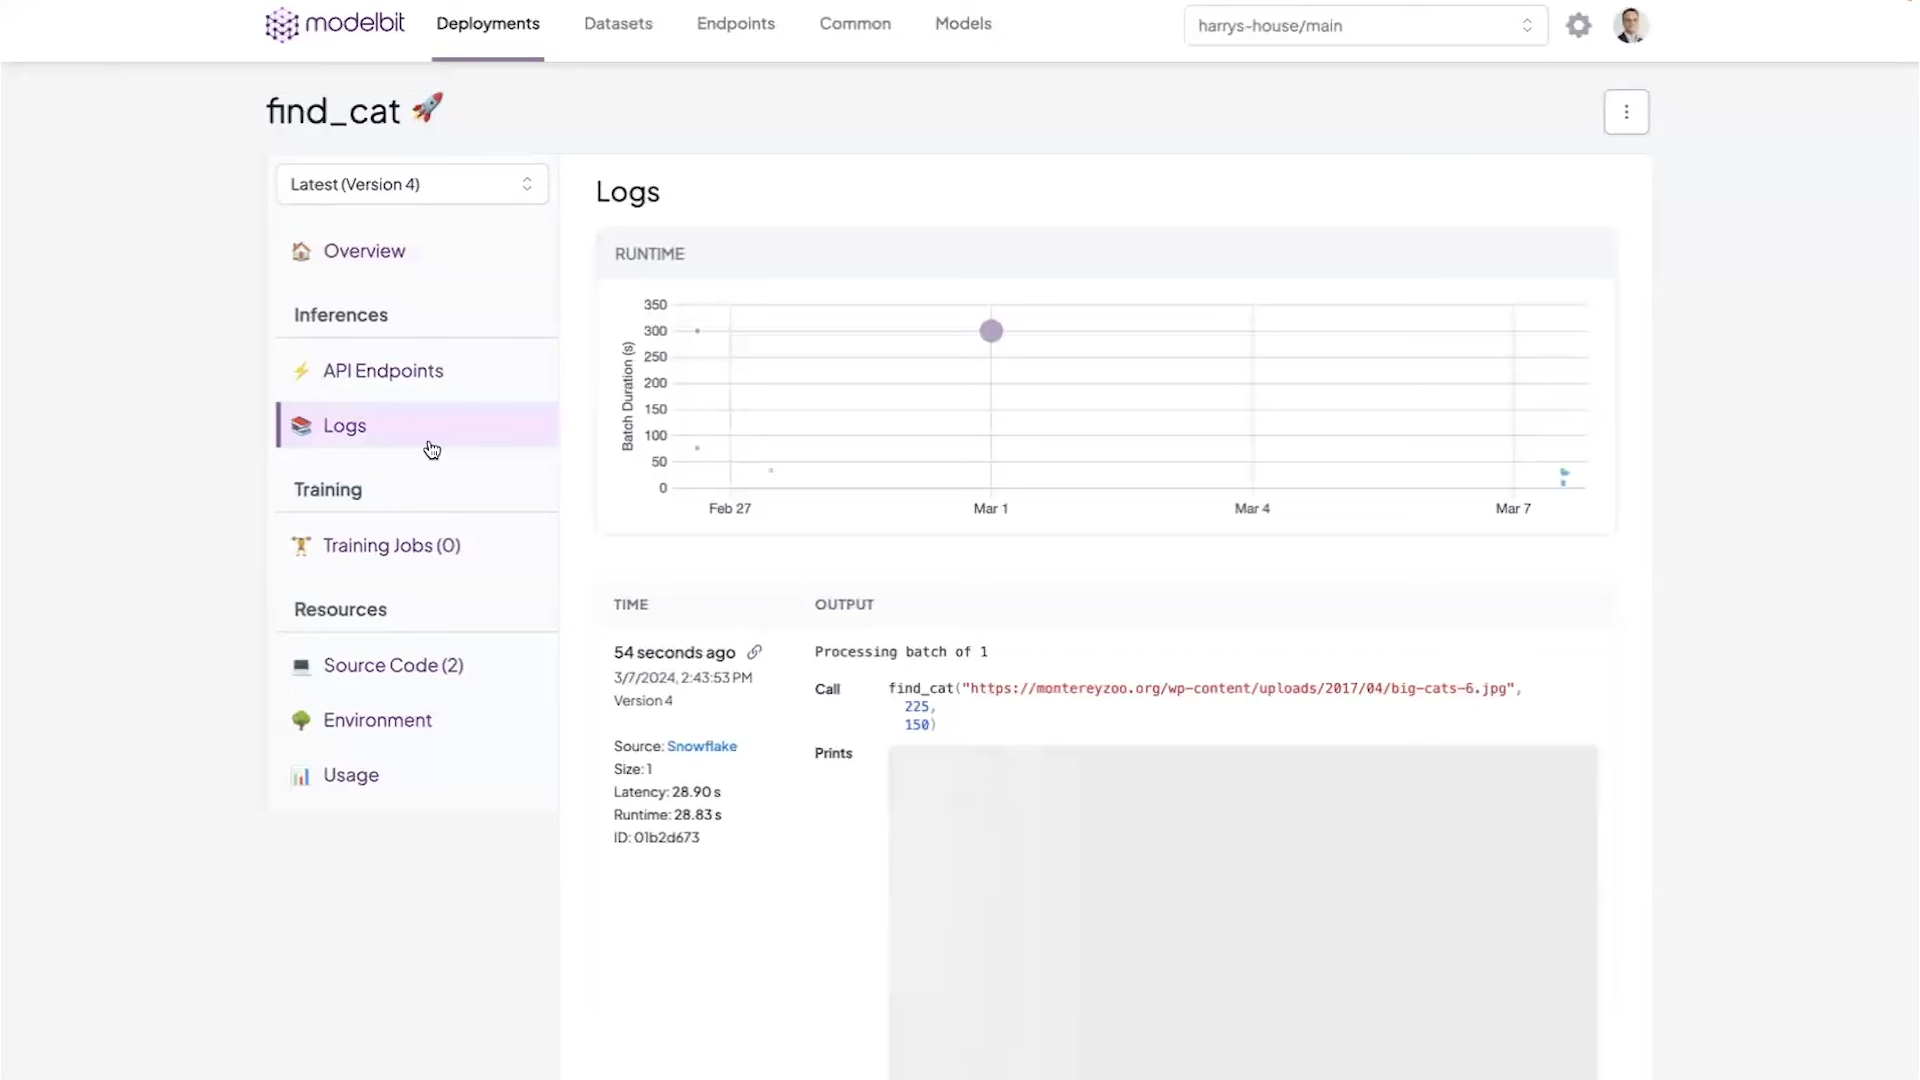 modelbit
Deployments
Datasets
Endpoints
Common
Models
harrys-house/main
find_cat 🚀
Latest (Version 4)
Overview
Inferences
API Endpoints
Logs
Training
Training Jobs (0)
Resources
Source Code (2)
Environment
Usage
Logs
RUNTIME
Batch Duration (s)
350
300
250
200
150
100
50
0
Feb 27
Mar 1
Mar 4
Mar 7
TIME
OUTPUT
54 seconds ago
3/7/2024, 2:43:53 PM
Version 4
Source: Snowflake
Size: 1
Latency: 28.90 s
Runtime: 28.83 s
ID: 01b2d673
Processing batch of 1
Call
find_cat("https://montereyzoo.org/wp-content/uploads/2017/04/big-cats-6.jpg",
225,
150)
Prints